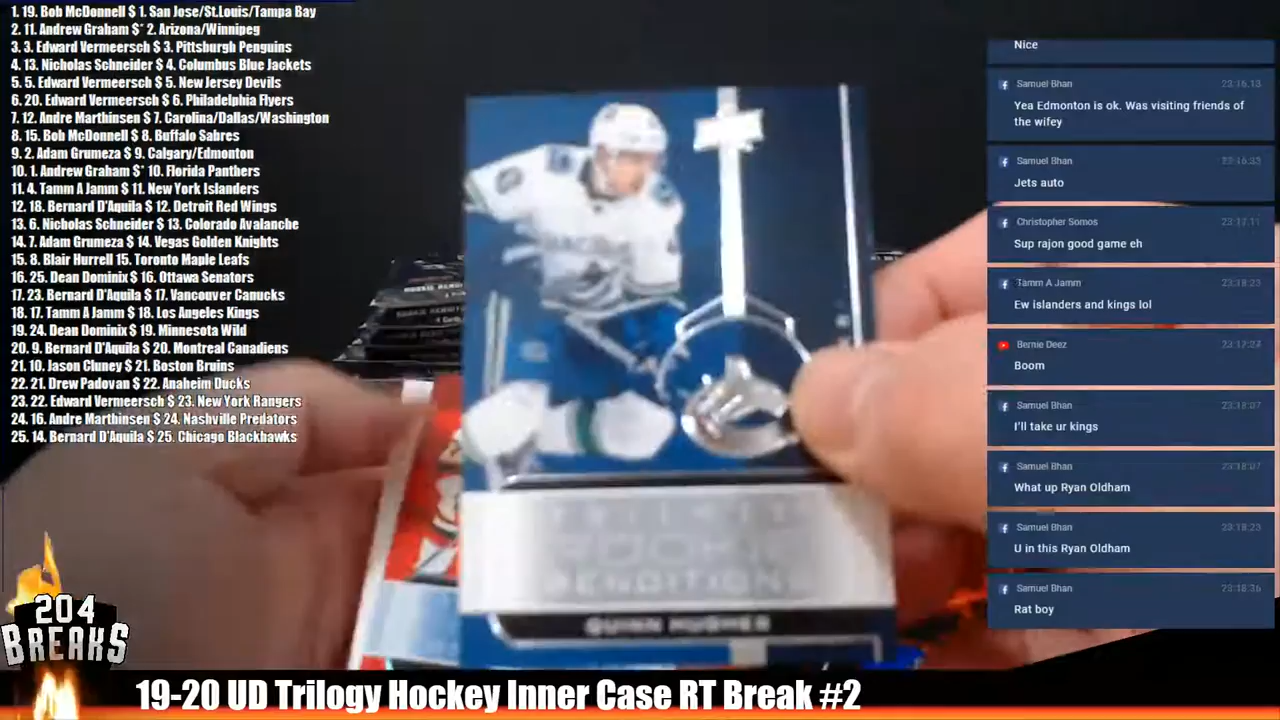 1. 19. Bob McDonnell $ 1. San Jose/St.Louis/Tampa Bay
2. 11. Andrew Graham $* 2. Arizona/Winnipeg
3. 3. Edward Vermeersch $ 3. Pittsburgh Penguins
4. 13. Nicholas Schneider $ 4. Columbus Blue Jackets
5. 5. Edward Vermeersch $ 5. New Jersey Devils
6. 20. Edward Vermeersch $ 6. Philadelphia Flyers
7. 12. Andre Marthinsen $ 7. Carolina/Dallas/Washington
8. 15. Bob McDonnell $ 8. Buffalo Sabres
9. 2. Adam Grumeza $ 9. Calgary/Edmonton
10. 1. Andrew Graham $* 10. Florida Panthers
11. 4. Tamm A Jamm $ 11. New York Islanders
12. 18. Bernard D'Aquila $ 12. Detroit Red Wings
13. 6. Nicholas Schneider $ 13. Colorado Avalanche
14. 7. Adam Grumeza $ 14. Vegas Golden Knights
15. 8. Blair Hurrell 15. Toronto Maple Leafs
16. 25. Dean Dominix $ 16. Ottawa Senators
17. 23. Bernard D'Aquila $ 17. Vancouver Canucks
18. 17. Tamm A Jamm $ 18. Los Angeles Kings
19. 24. Dean Dominix $ 19. Minnesota Wild
20. 9. Bernard D'Aquila $ 20. Montreal Canadiens
21. 10. Jason Cluney $ 21. Boston Bruins
22. 21. Drew Padovan $ 22. Anaheim Ducks
23. 22. Edward Vermeersch $ 23. New York Rangers
24. 16. Andre Marthinsen $ 24. Nashville Predators
25. 14. Bernard D'Aquila $ 25. Chicago Blackhawks
ROOKIE
RENDITIONS
QUINN HUGHES
Nice
Samuel Bhan 23:16.13
Yea Edmonton is ok. Was visiting friends of
the wifey
Samuel Bhan 23:16:33
Jets auto
Christopher Somos 23:17.11
Sup rajon good game eh
Tamm A Jamm 23:18:23
Ew islanders and kings lol
Bernie Deez 23:17:27
Boom
Samuel Bhan 23:18:07
I'll take ur kings
Samuel Bhan 23:18:07
What up Ryan Oldham
Samuel Bhan 23:18:23
U in this Ryan Oldham
Samuel Bhan 23:18:36
Rat boy
204
BREAKS
19-20 UD Trilogy Hockey Inner Case RT Break #2